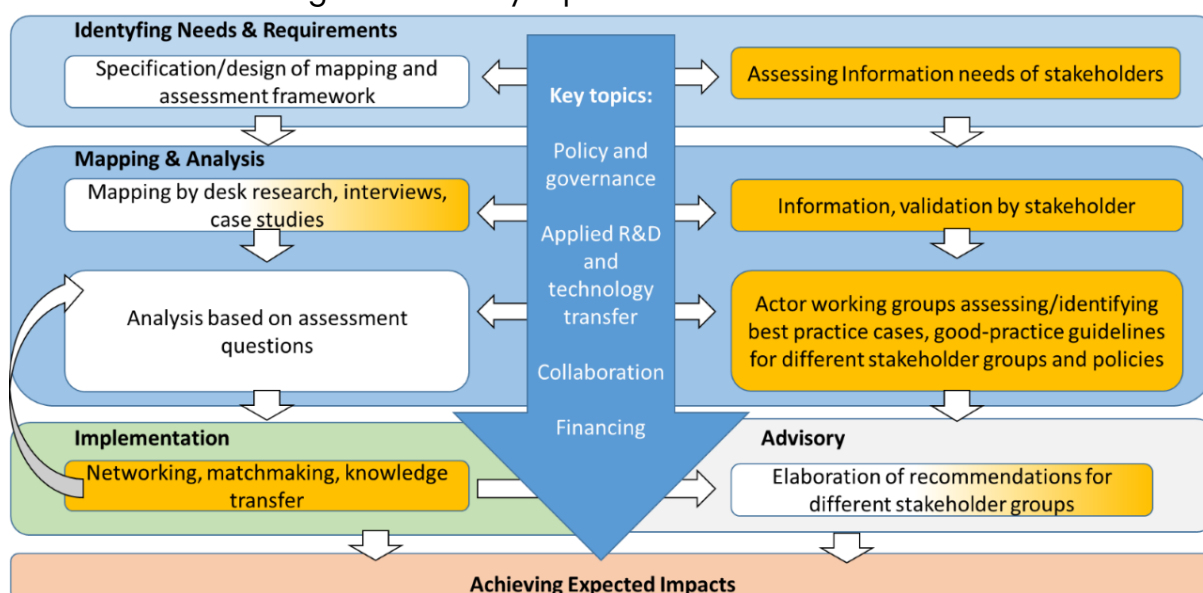 Identyfing Needs & Requirements
Specification/design of mapping and
assessment framework
Assessing Information needs of stakeholders
Key topics:
Policy and
governance
Applied R&D
and
technology
transfer
Collaboration
Financing
Mapping & Analysis
Mapping by desk research, interviews,
case studies
Information, validation by stakeholder
Analysis based on assessment
questions
Actor working groups assessing/identifying
best practice cases, good-practice guidelines
for different stakeholder groups and policies
Implementation
Networking, matchmaking, knowledge
transfer
Advisory
Elaboration of recommendations for
different stakeholder groups
Achieving Expected Impacts